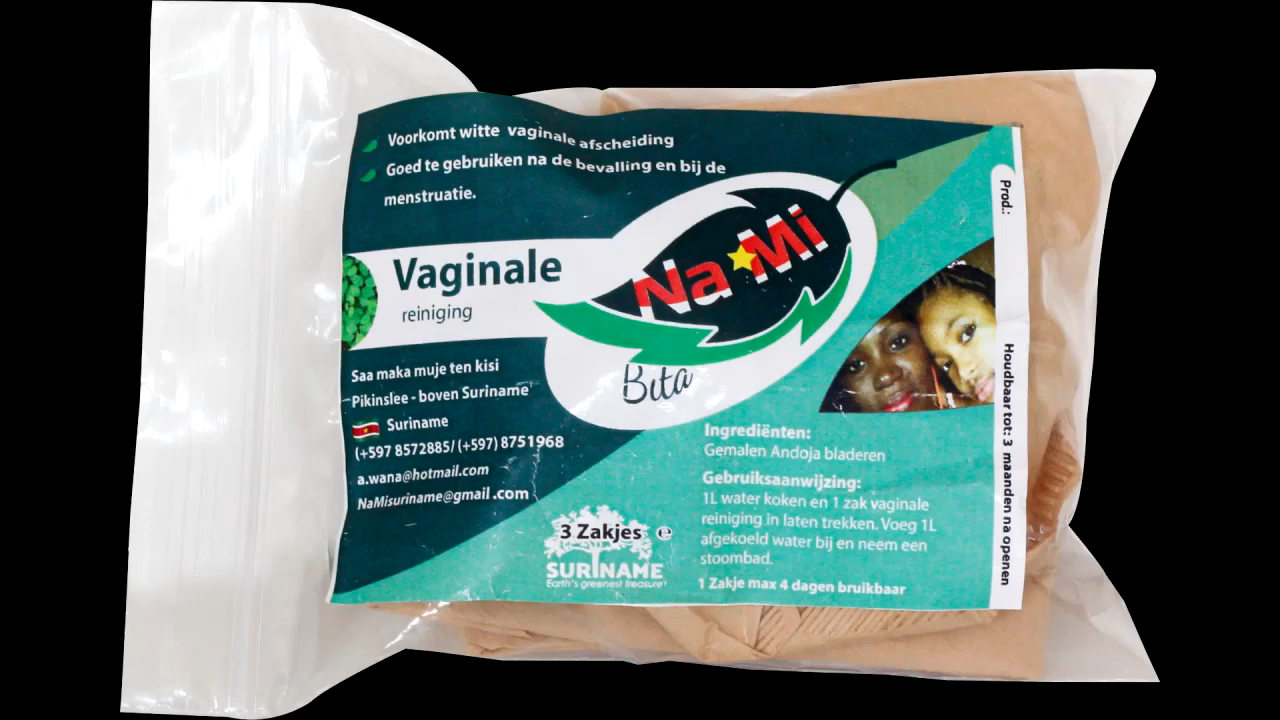 Voorkomt witte vaginale afscheiding
Goed te gebruiken na de bevalling en bij de
menstruatie.
Na Mi
Vaginale
reiniging
Bita
Saa maka muje ten kisi
Pikinslee - boven Suriname
Suriname
(+597 8572885/ (+597) 8751968
a.wana@hotmail.com
NaMisuriname@gmail.com
3 Zakjes ℮
SURINAME
Earth's greenest treasure
Ingrediënten:
Gemalen Andoja bladeren
Gebruiksaanwijzing:
1L water koken en 1 zak vaginale
reiniging in laten trekken. Voeg 1L
afgekoeld water bij en neem een
stoombad.
1 Zakje max 4 dagen bruikbaar
Prod.:
Houdbaar tot: 3 maanden na openen